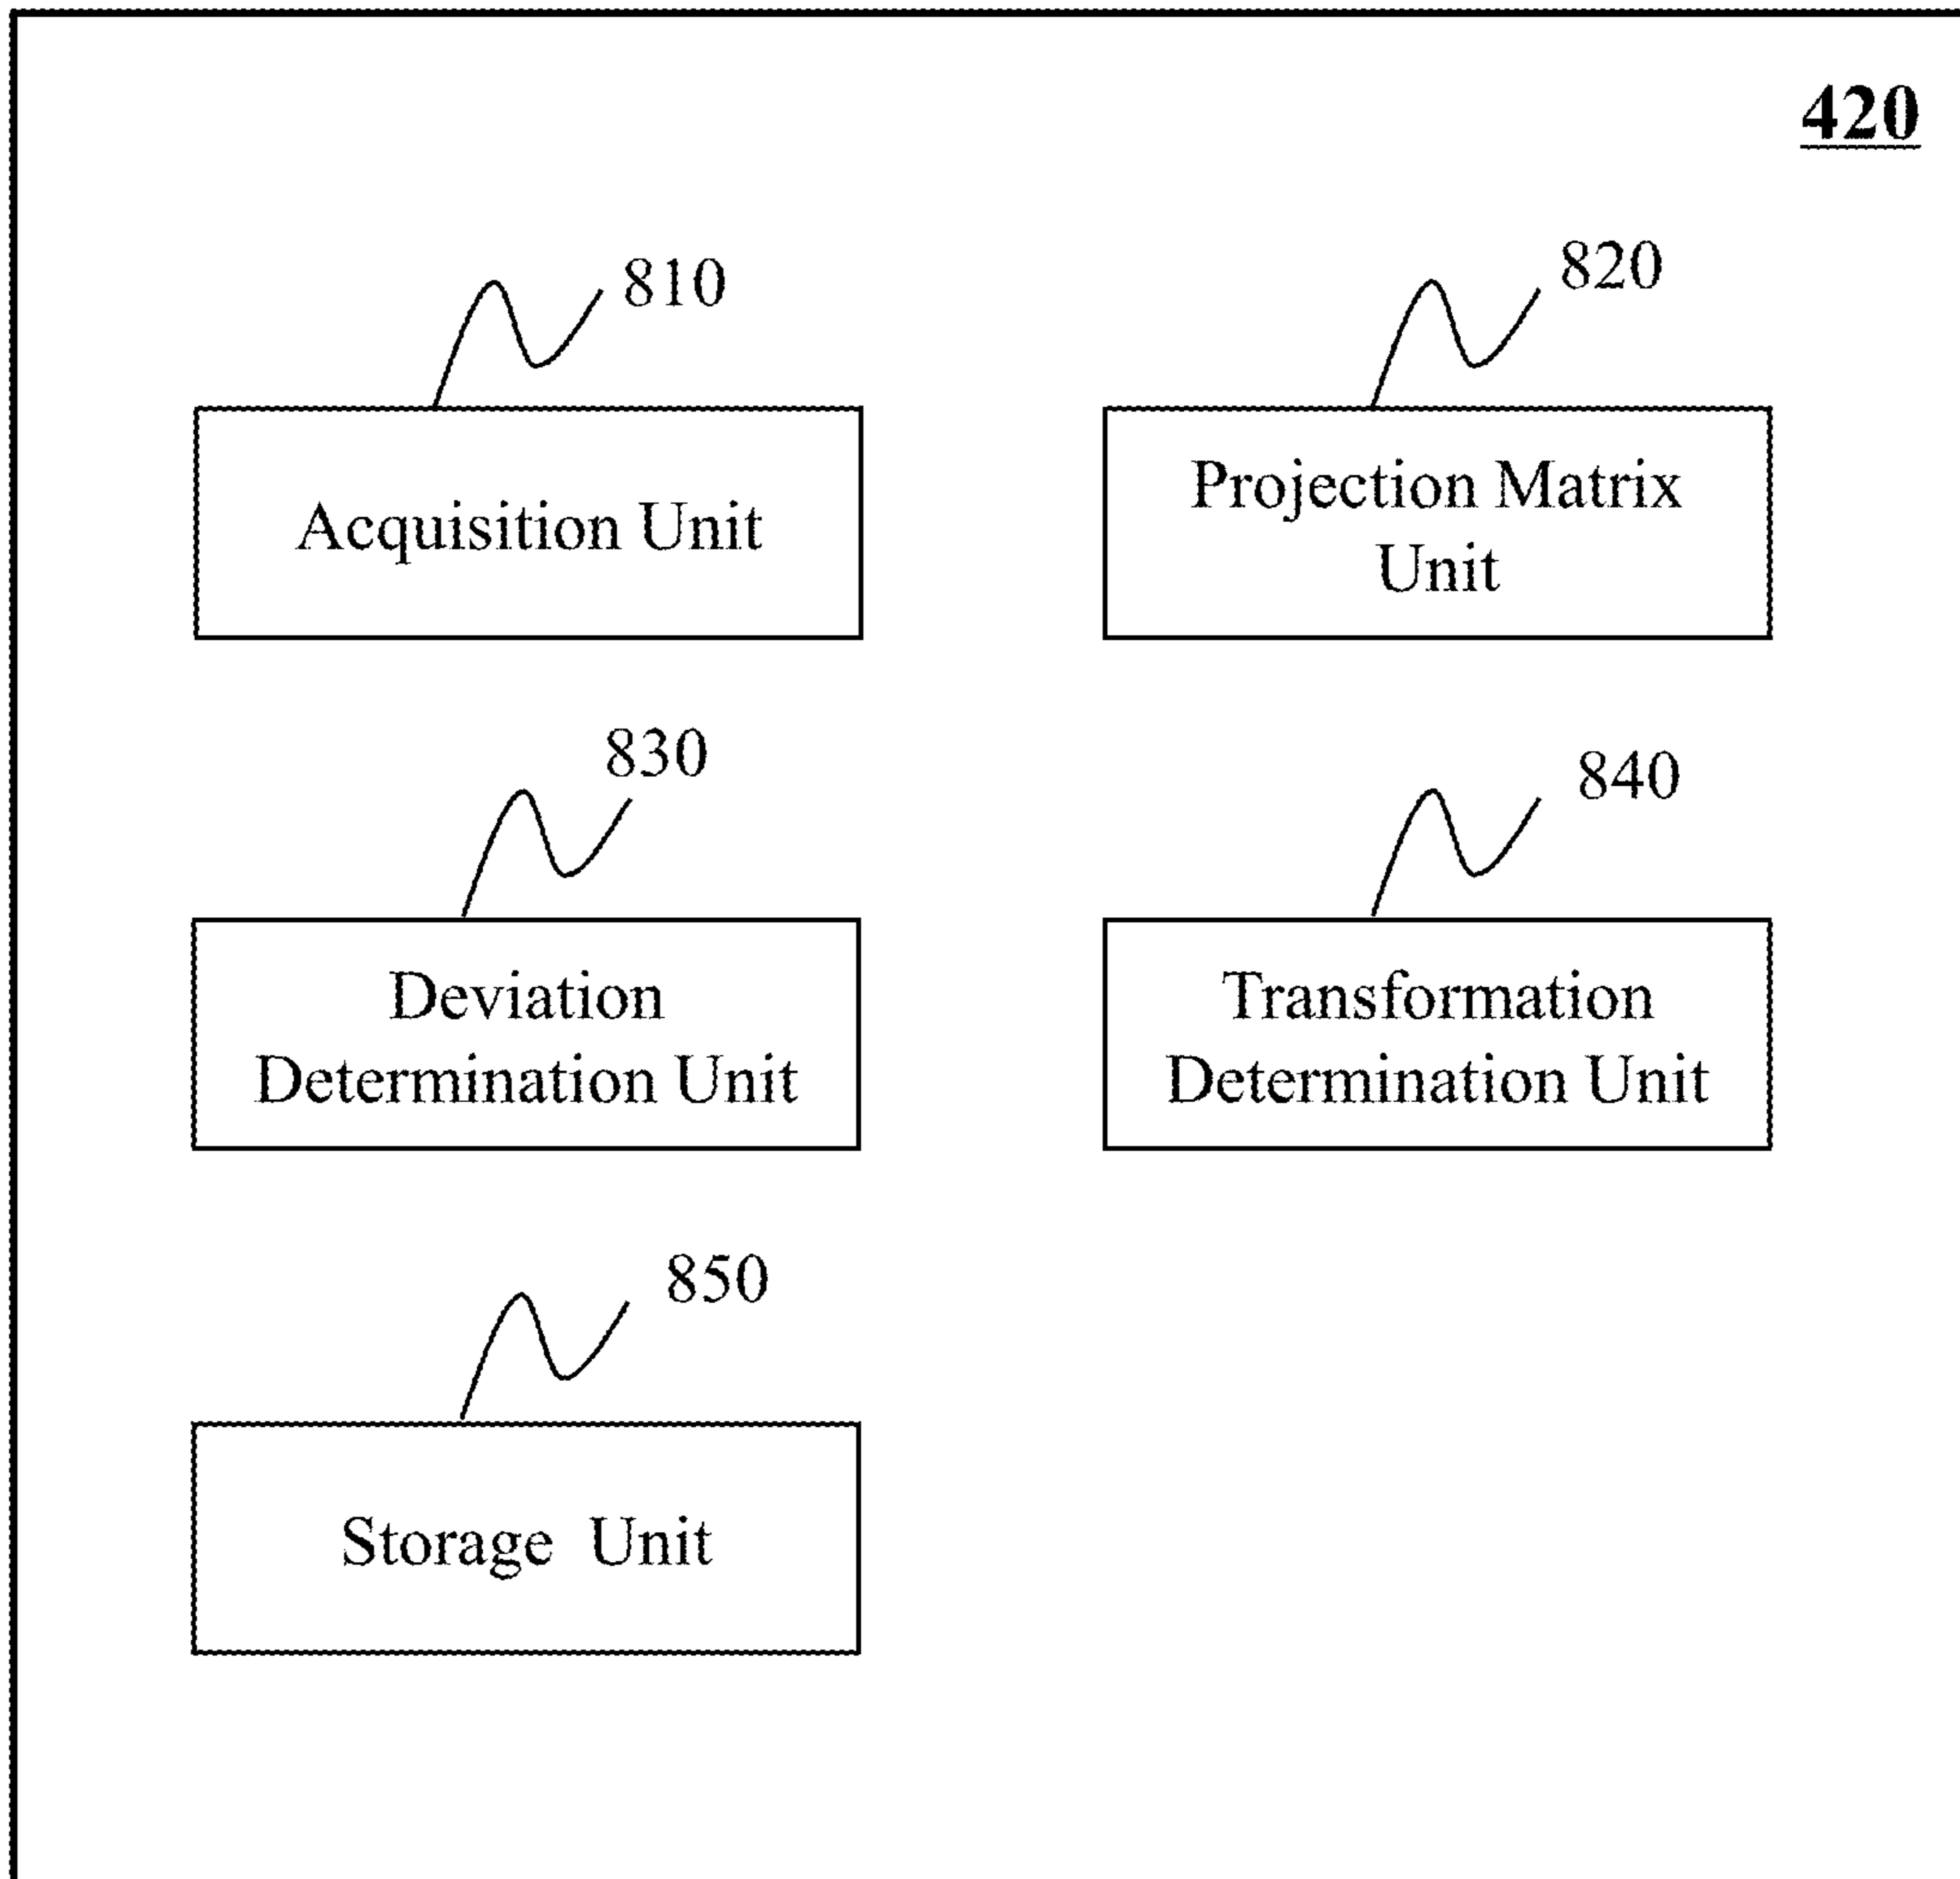 420
810
820
Acquisition Unit
Projection Matrix
Unit
830
840
Deviation
Determination Unit
Transformation
Determination Unit
850
Storage Unit